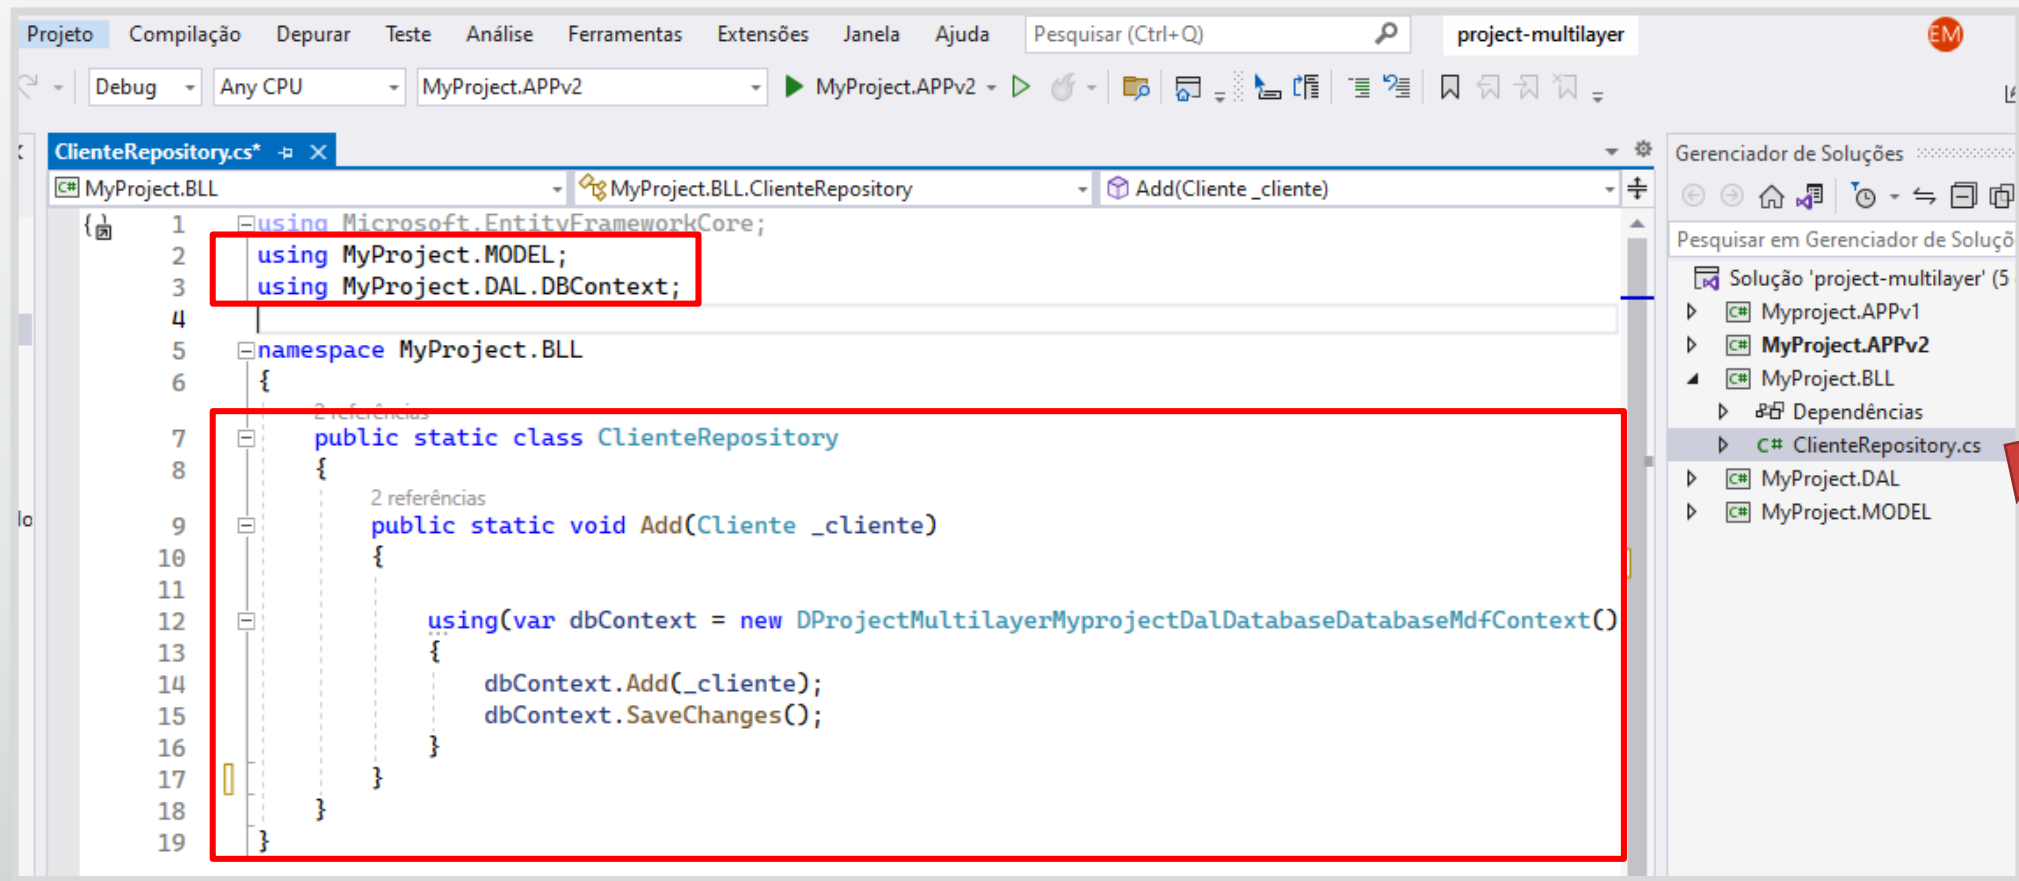 Projeto Compilação Depurar Teste Análise Ferramentas Extensões Janela Ajuda Pesquisar (Ctrl+Q) project-multilayer EM
Debug Any CPU MyProject.APPv2 MyProject.APPv2
ClienteRepository.cs*
MyProject.BLL MyProject.BLL.ClienteRepository Add(Cliente _cliente)
1 using Microsoft.EntityFrameworkCore;
2 using MyProject.MODEL;
3 using MyProject.DAL.DBContext;
4
5 namespace MyProject.BLL
6 {
2 referências
7 public static class ClienteRepository
8 {
2 referências
9 public static void Add(Cliente _cliente)
10 {
11
12 using(var dbContext = new DProjectMultilayerMyprojectDalDatabaseDatabaseMdfContext()
13 {
14 dbContext.Add(_cliente);
15 dbContext.SaveChanges();
16 }
17 }
18 }
19 }
Gerenciador de Soluções
Pesquisar em Gerenciador de Soluçõ
Solução 'project-multilayer' (5
C# Myproject.APPv1
C# MyProject.APPv2
C# MyProject.BLL
Dependências
C# ClienteRepository.cs
C# MyProject.DAL
C# MyProject.MODEL